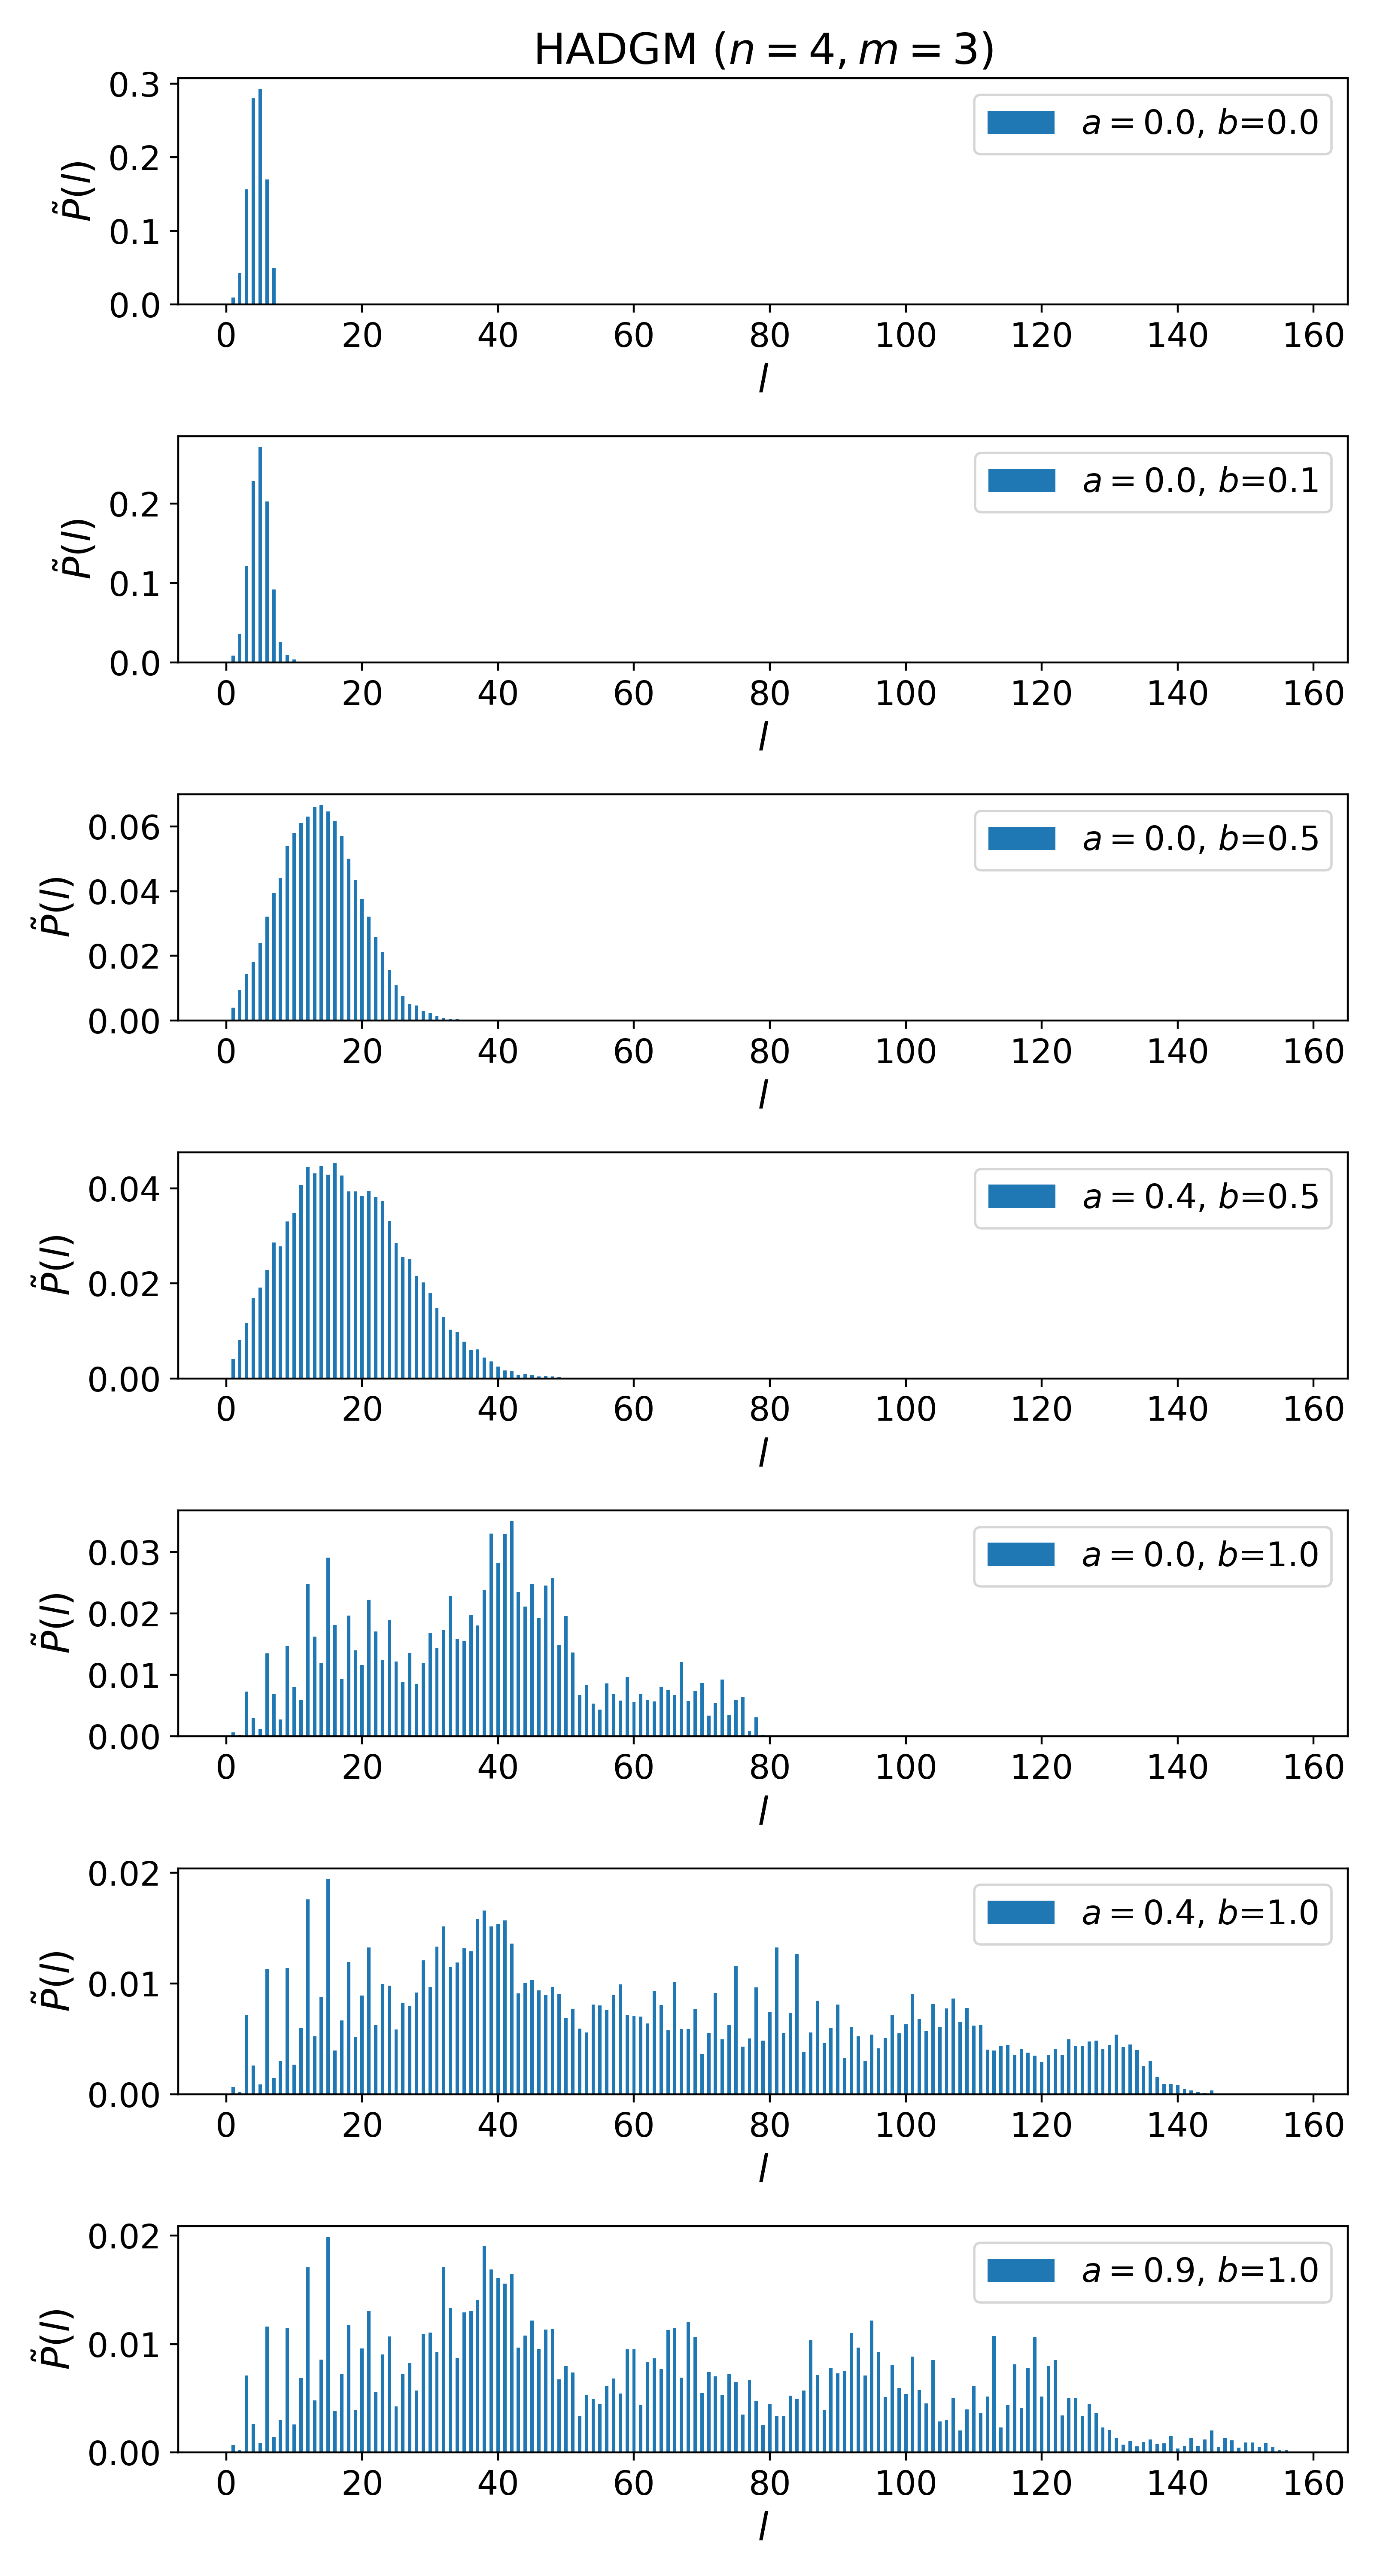 HADGM (n = 4, m = 3)
0.3
0.2
0.1
0.0
P̃(l)
a = 0.0, b=0.0
0 20 40 60 80 100 120 140 160
l
0.2
0.1
0.0
P̃(l)
a = 0.0, b=0.1
0 20 40 60 80 100 120 140 160
l
0.06
0.04
0.02
0.00
P̃(l)
a = 0.0, b=0.5
0 20 40 60 80 100 120 140 160
l
0.04
0.02
0.00
P̃(l)
a = 0.4, b=0.5
0 20 40 60 80 100 120 140 160
l
0.03
0.02
0.01
0.00
P̃(l)
a = 0.0, b=1.0
0 20 40 60 80 100 120 140 160
l
0.02
0.01
0.00
P̃(l)
a = 0.4, b=1.0
0 20 40 60 80 100 120 140 160
l
0.02
0.01
0.00
P̃(l)
a = 0.9, b=1.0
0 20 40 60 80 100 120 140 160
l